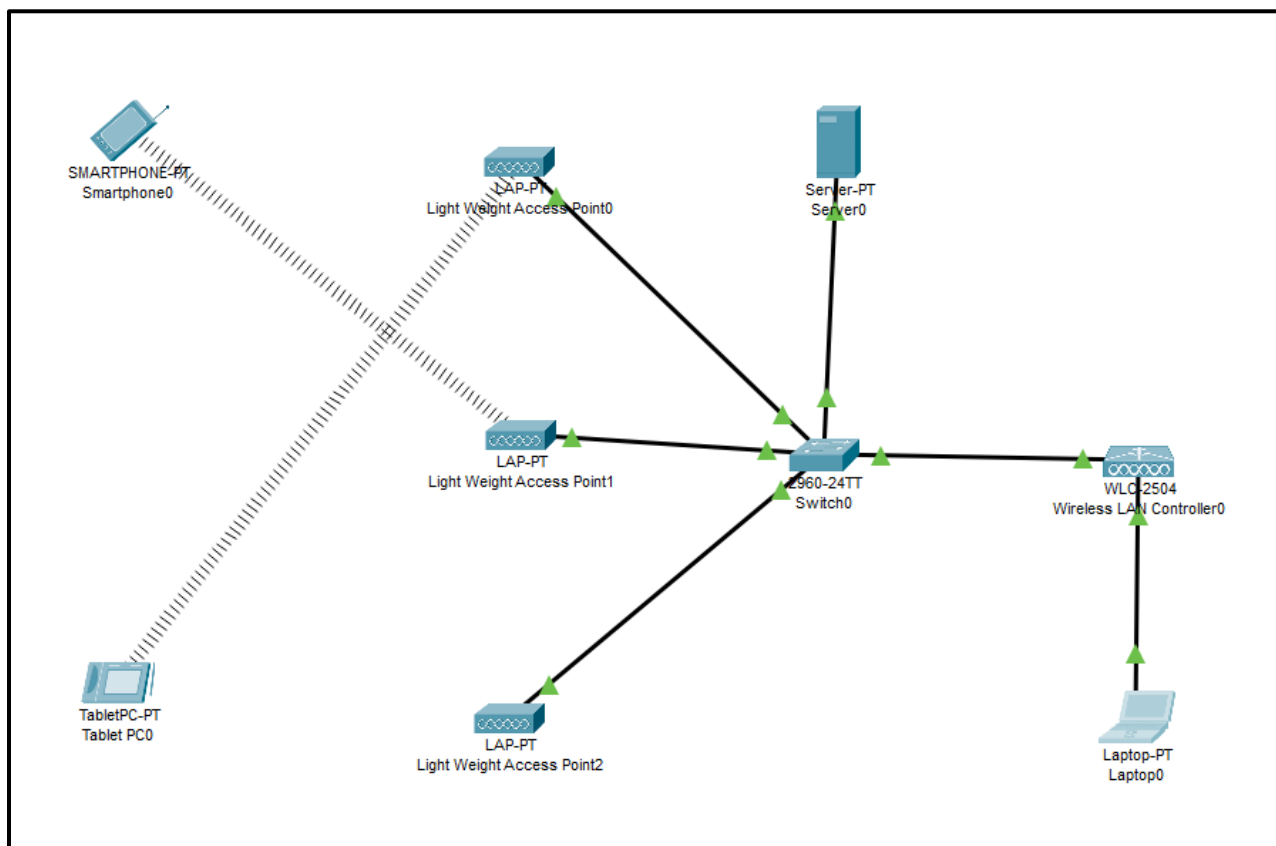 SMARTPHONE-PT
Smartphone0
LAP-PT
Light Weight Access Point0
Server-PT
Server0
LAP-PT
Light Weight Access Point1
2960-24TT
Switch0
WLC-2504
Wireless LAN Controller0
TabletPC-PT
Tablet PC0
LAP-PT
Light Weight Access Point2
Laptop-PT
Laptop0